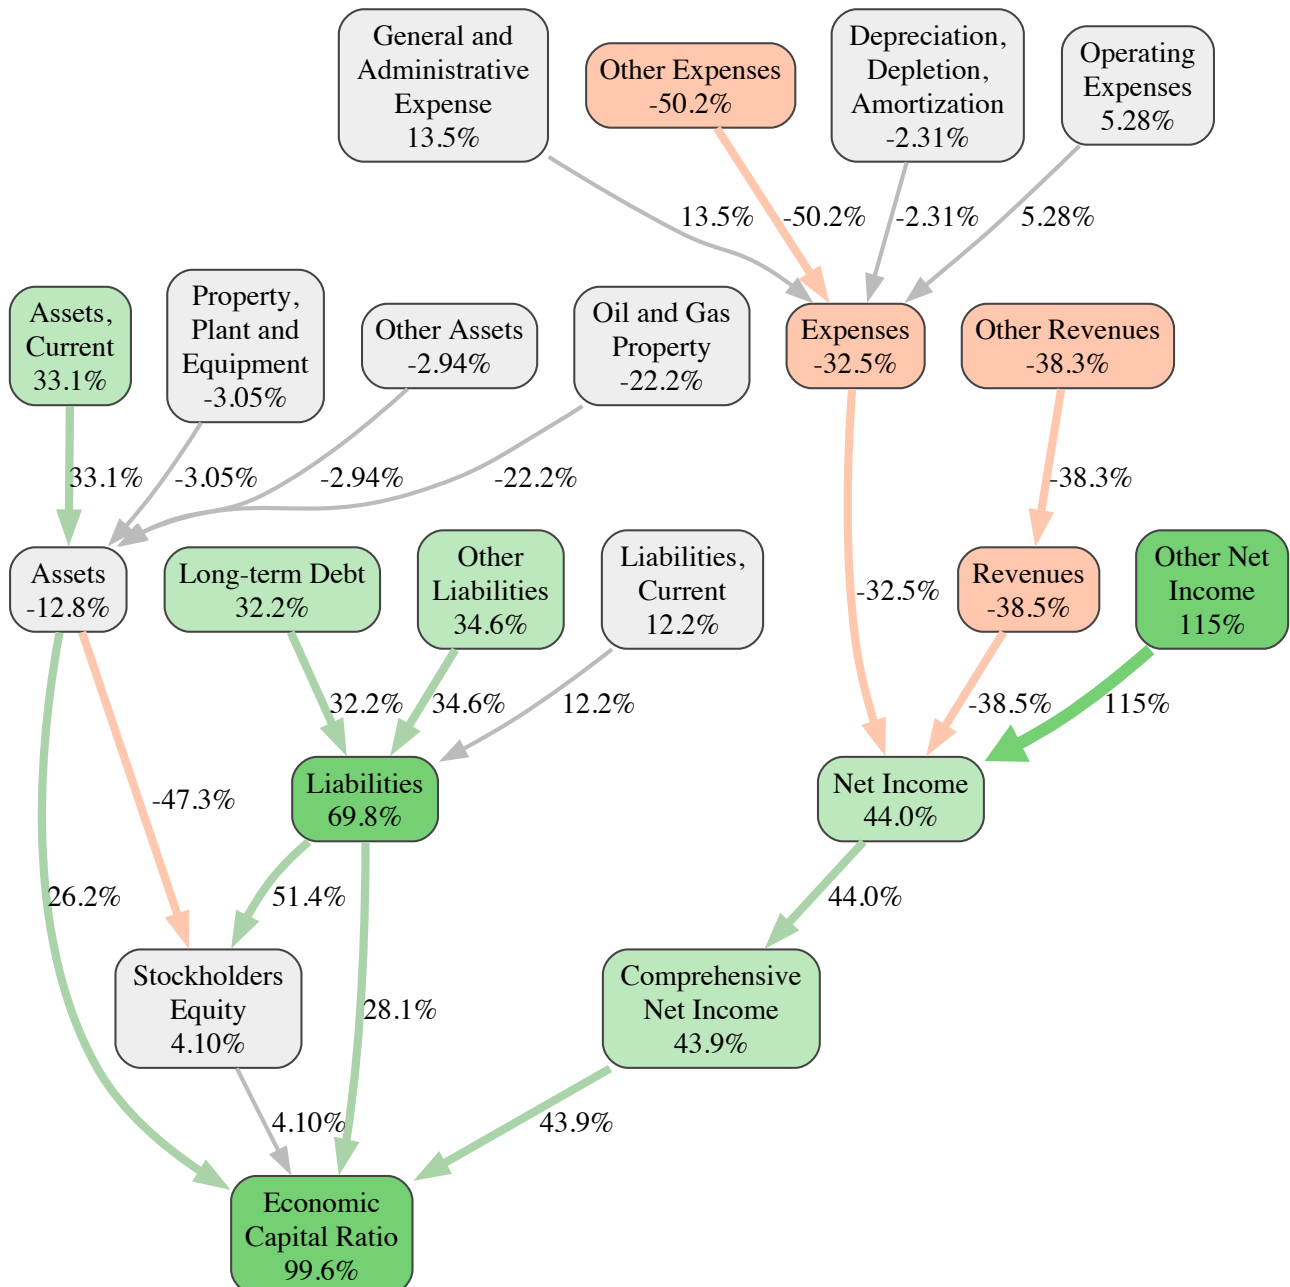 General and
Administrative
Expense
13.5%
Other Expenses
-50.2%
Depreciation,
Depletion,
Amortization
-2.31%
Operating
Expenses
5.28%
13.5%
-50.2%
-2.31%
5.28%
Assets,
Current
33.1%
Property,
Plant and
Equipment
-3.05%
Other Assets
-2.94%
Oil and Gas
Property
-22.2%
Expenses
-32.5%
Other Revenues
-38.3%
33.1%
-3.05%
-2.94%
-22.2%
-38.3%
Assets
-12.8%
Long-term Debt
32.2%
Other
Liabilities
34.6%
Liabilities,
Current
12.2%
-32.5%
Revenues
-38.5%
Other Net
Income
115%
32.2%
34.6%
12.2%
-38.5%
115%
-47.3%
Liabilities
69.8%
Net Income
44.0%
26.2%
51.4%
44.0%
Stockholders
Equity
4.10%
28.1%
Comprehensive
Net Income
43.9%
4.10%
43.9%
Economic
Capital Ratio
99.6%